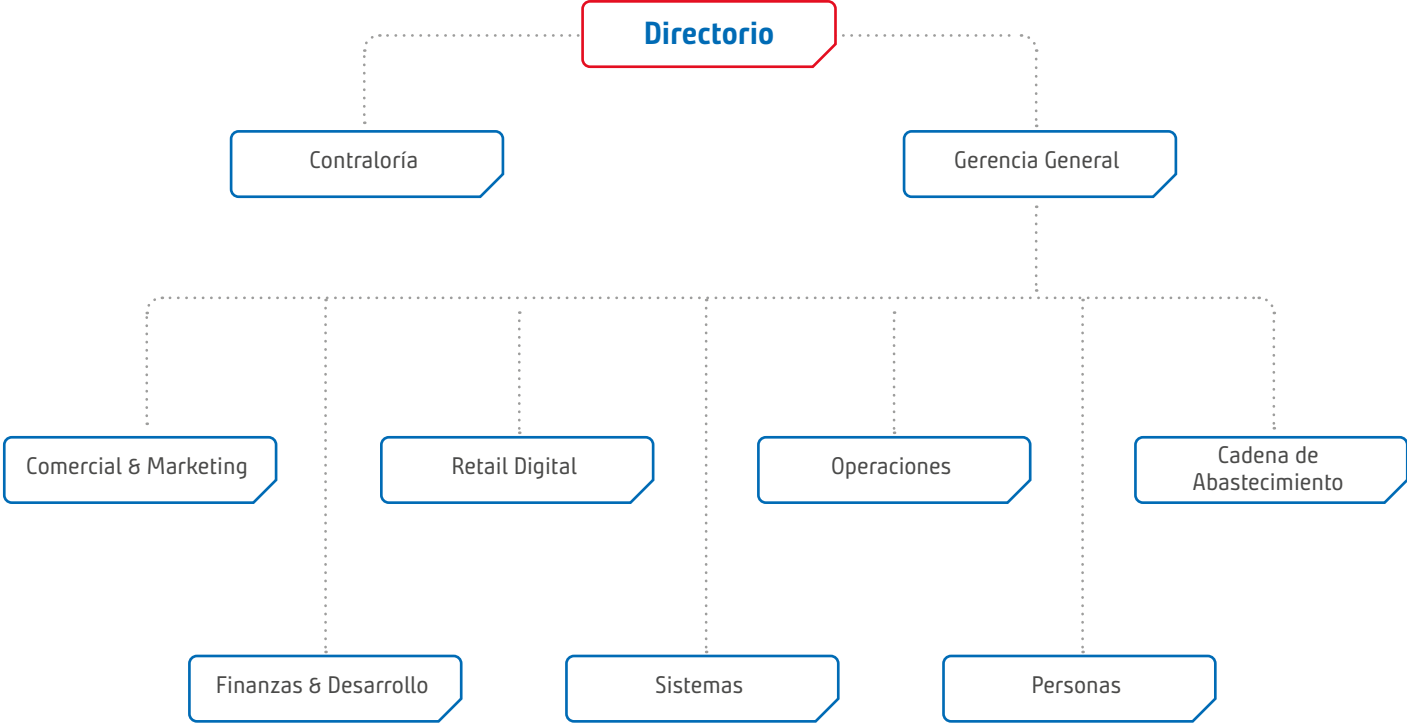 Directorio
Contraloría
Gerencia General
Comercial & Marketing
Retail Digital
Operaciones
Cadena de
Abastecimiento
Finanzas & Desarrollo
Sistemas
Personas